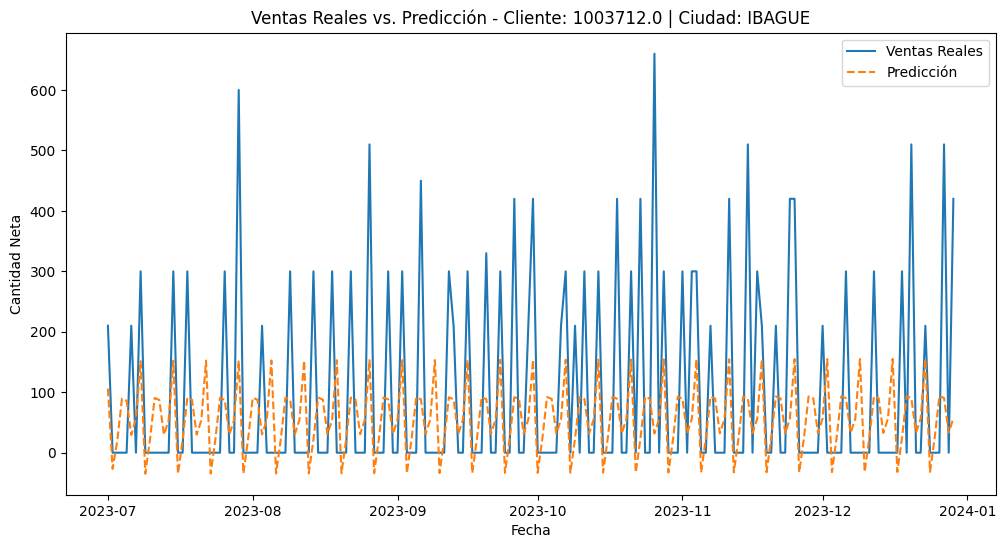 Ventas Reales vs. Predicción - Cliente: 1003712.0 | Ciudad: IBAGUE
Ventas Reales
Predicción
Cantidad Neta
600
500
400
300
200
100
0
2023-07
2023-08
2023-09
2023-10
2023-11
2023-12
2024-01
Fecha